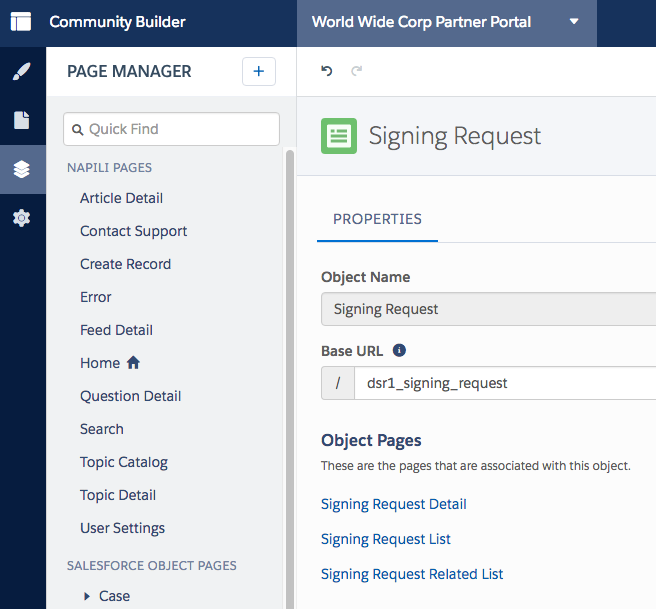 Community Builder
World Wide Corp Partner Portal
PAGE MANAGER
+
Quick Find
NAPILI PAGES
Article Detail
Contact Support
Create Record
Error
Feed Detail
Home
Question Detail
Search
Topic Catalog
Topic Detail
User Settings
SALESFORCE OBJECT PAGES
Case
Signing Request
PROPERTIES
Object Name
Signing Request
Base URL
/ dsr1_signing_request
Object Pages
These are the pages that are associated with this object.
Signing Request Detail
Signing Request List
Signing Request Related List